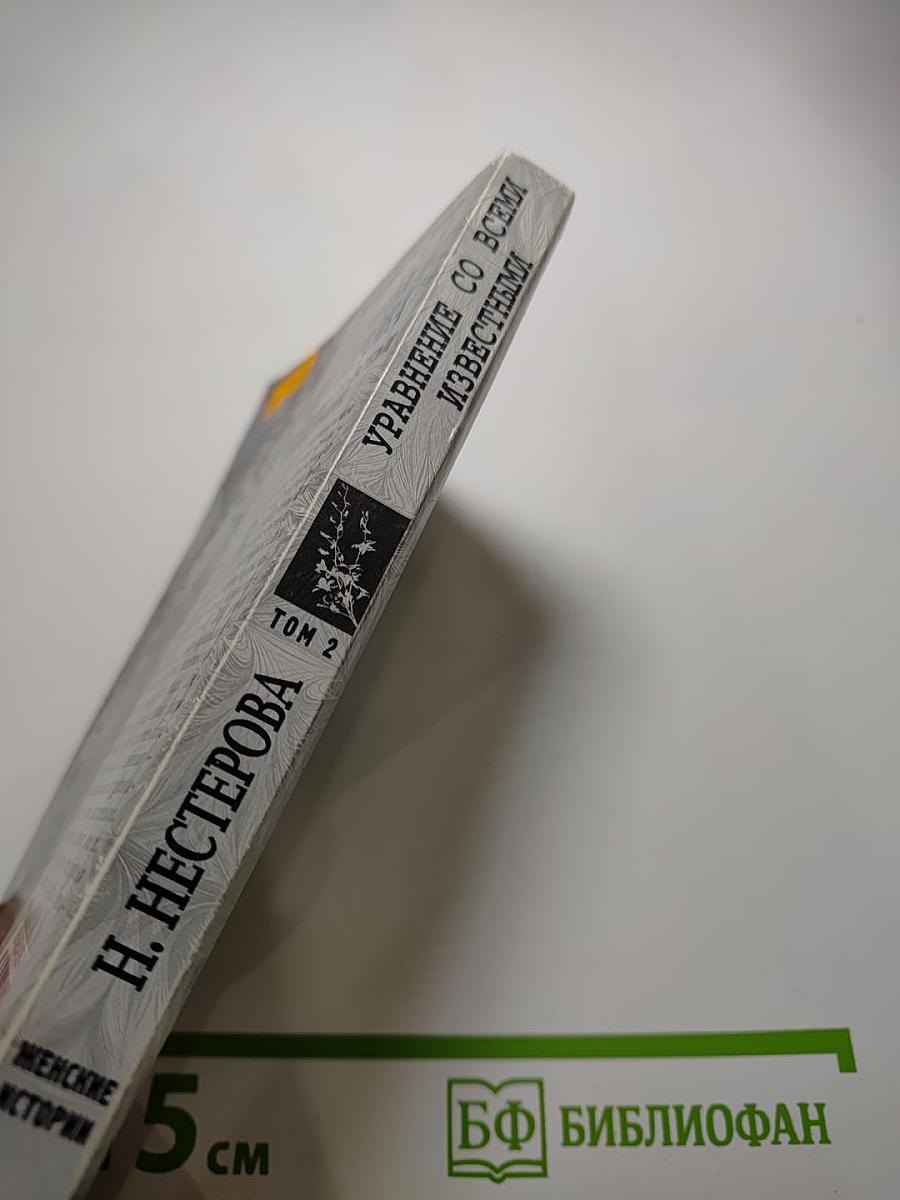 УРАВНЕНИЕ СО ВСЕМИ
ИЗВЕСТНЫМИ
ТОМ 2
Н. НЕСТЕРОВА
ЖЕНСКИЕ
ИСТОРИИ
5 см
БФ БИБЛИОФАН